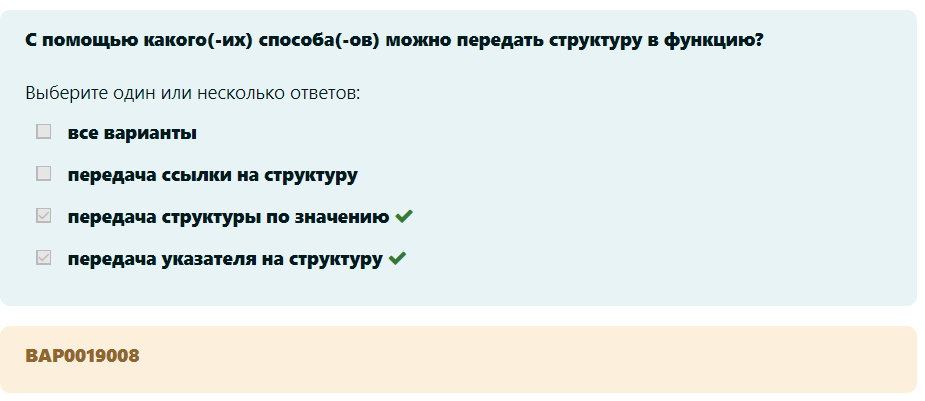 С помощью какого(-их) способа(-ов) можно передать структуру в функцию?
Выберите один или несколько ответов:
все варианты
передача ссылки на структуру
передача структуры по значению
передача указателя на структуру
BAP0019008